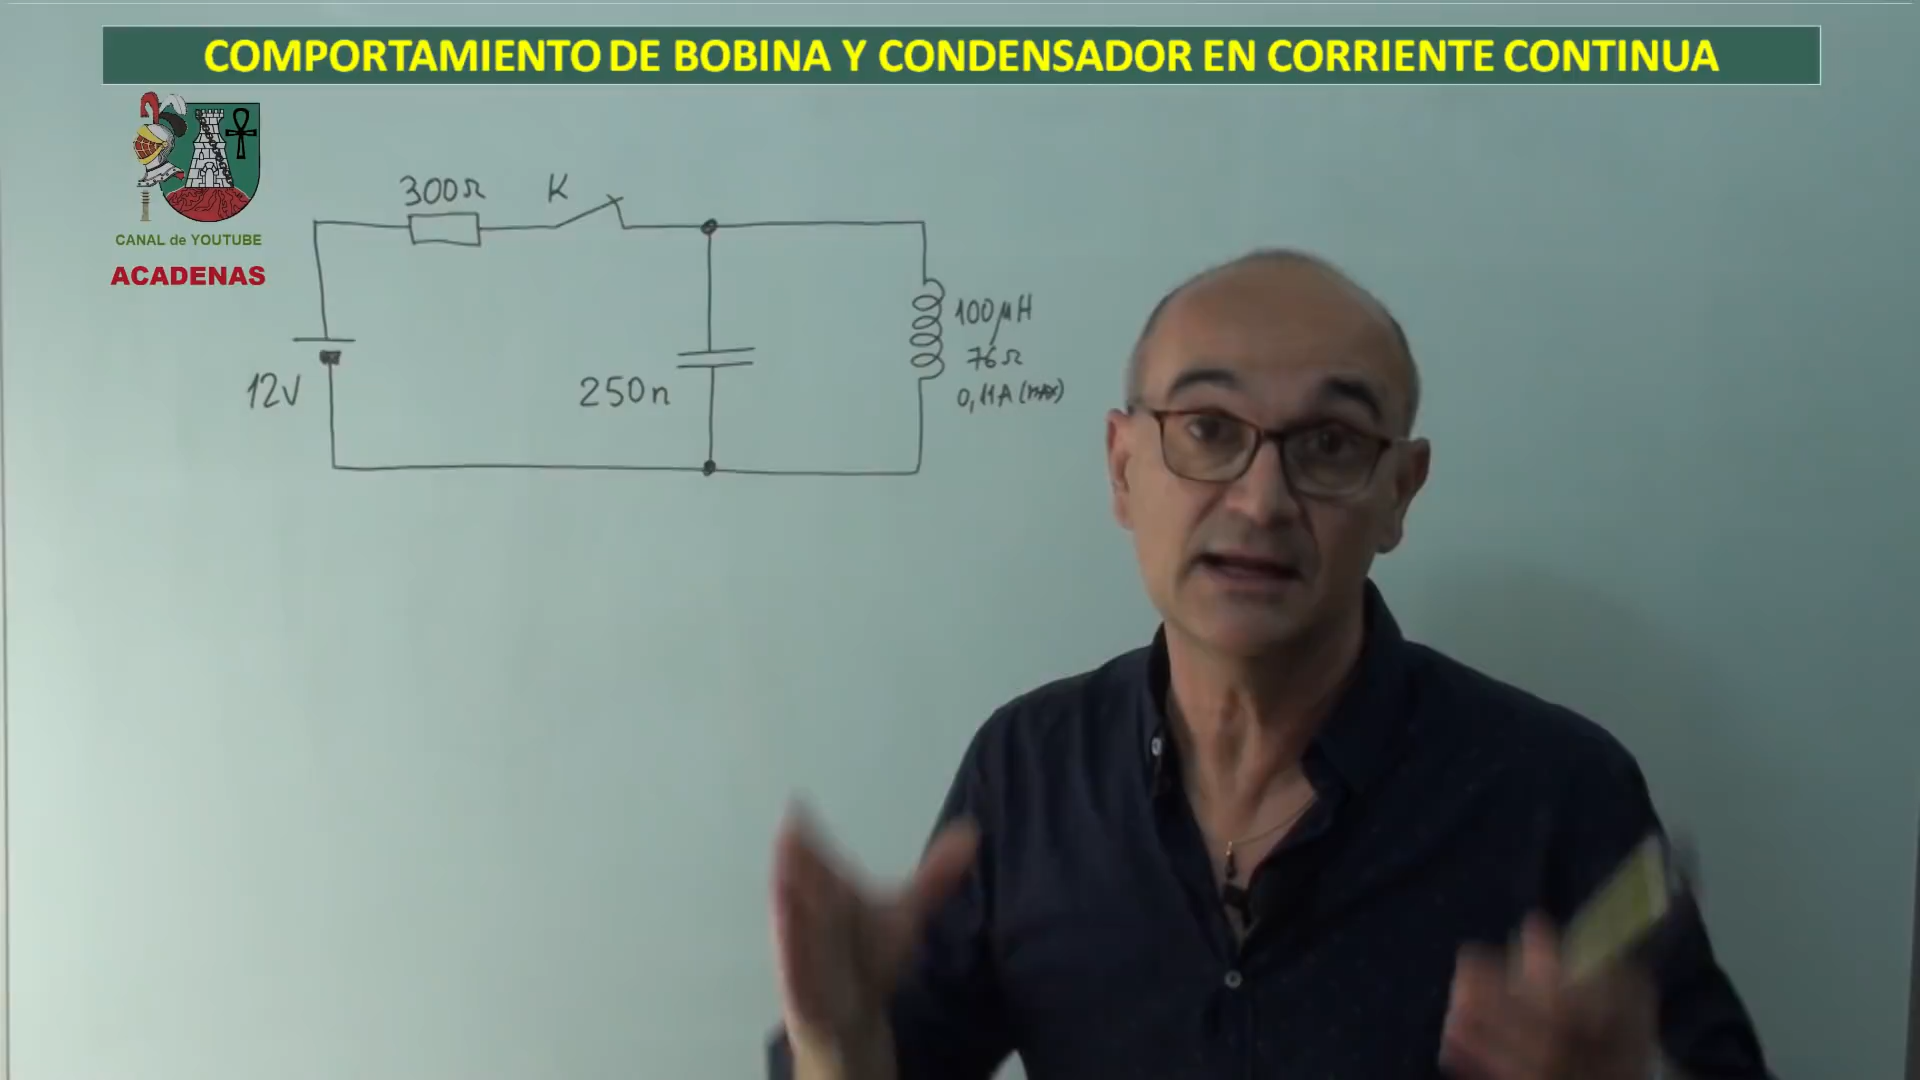 COMPORTAMIENTO DE BOBINA Y CONDENSADOR EN CORRIENTE CONTINUA
CANAL de YOUTUBE
ACADENAS
300Ω
K
12V
250n
100μH
76Ω
0,11A (MAX)